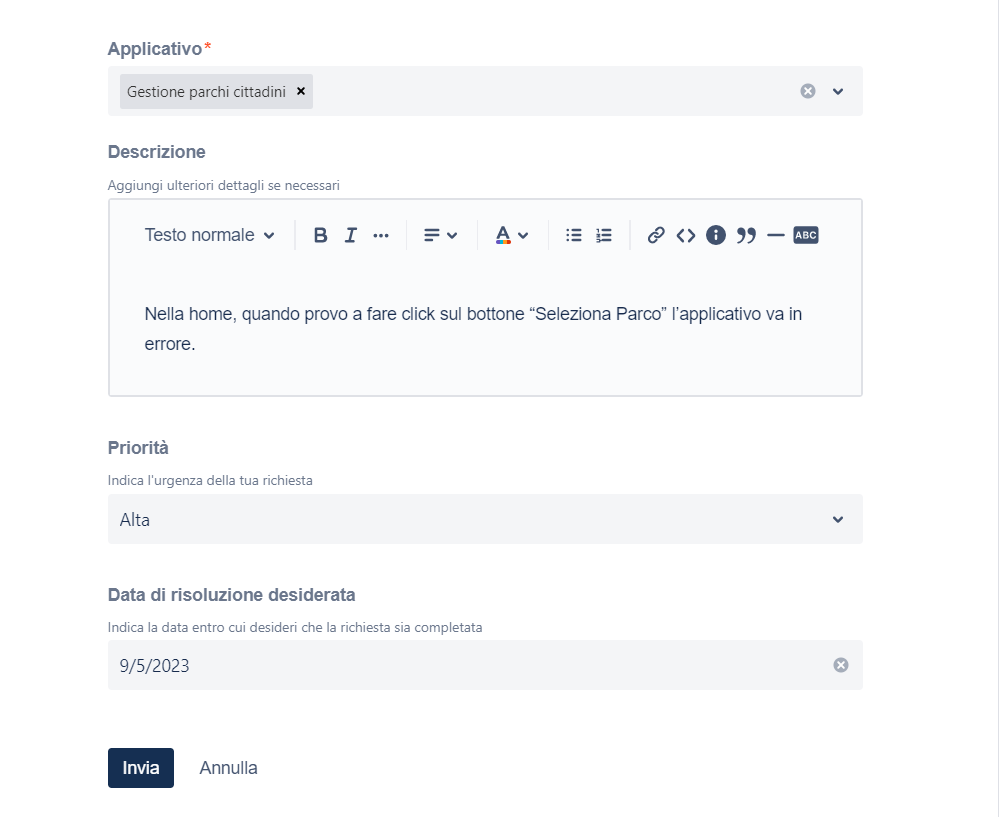 Applicativo*
Gestione parchi cittadini ×
Descrizione
Aggiungi ulteriori dettagli se necessari
Testo normale B I ••• A ABC
Nella home, quando provo a fare click sul bottone “Seleziona Parco” l’applicativo va in
errore.
Priorità
Indica l'urgenza della tua richiesta
Alta
Data di risoluzione desiderata
Indica la data entro cui desideri che la richiesta sia completata
9/5/2023
Invia Annulla